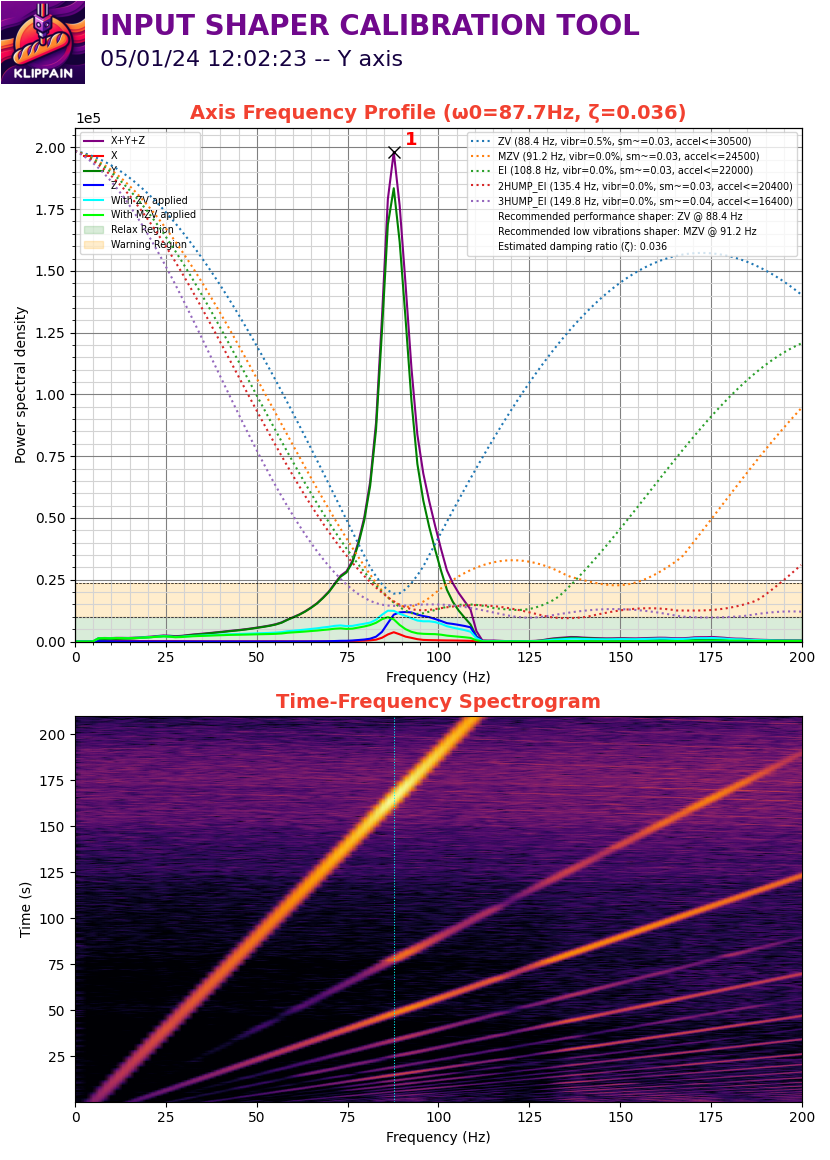 KLIPPAIN
INPUT SHAPER CALIBRATION TOOL
05/01/24 12:02:23 -- Y axis
Axis Frequency Profile (ω0=87.7Hz, ζ=0.036)
1e5
1
X+Y+Z
X
Y
Z
With ZV applied
With MZV applied
Relax Region
Warning Region
ZV (88.4 Hz, vibr=0.5%, sm~=0.03, accel<=30500)
MZV (91.2 Hz, vibr=0.0%, sm~=0.03, accel<=24500)
EI (108.8 Hz, vibr=0.0%, sm~=0.03, accel<=22000)
2HUMP_EI (135.4 Hz, vibr=0.0%, sm~=0.03, accel<=20400)
3HUMP_EI (149.8 Hz, vibr=0.0%, sm~=0.04, accel<=16400)
Recommended performance shaper: ZV @ 88.4 Hz
Recommended low vibrations shaper: MZV @ 91.2 Hz
Estimated damping ratio (ζ): 0.036
Power spectral density
2.00
1.75
1.50
1.25
1.00
0.75
0.50
0.25
0.00
0 25 50 75 100 125 150 175 200
Frequency (Hz)
Time-Frequency Spectrogram
Time (s)
200
175
150
125
100
75
50
25
0 25 50 75 100 125 150 175 200
Frequency (Hz)